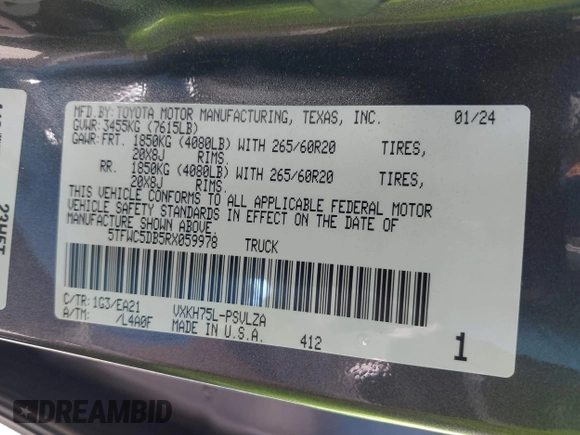 MFD.BY:TOYOTA MOTOR MANUFACTURING, TEXAS, INC. 01/24
GVWR: 3455KG (7615LB)
GAWR: FRT. 1850KG (4080LB) WITH 265/60R20 TIRES,
20X8J RIMS.
RR. 1850KG (4080LB) WITH 265/60R20 TIRES,
20X8J RIMS.
THIS VEHICLE CONFORMS TO ALL APPLICABLE FEDERAL MOTOR
VEHICLE SAFETY STANDARDS IN EFFECT ON THE DATE OF
MANUFACTURE SHOWN ABOVE.
5TFWC5DB5RX059978 TRUCK
C/TR: 1G3/EA21 VXKH75L-PSVLZA
A/TM: /L4A0F MADE IN U.S.A. 412 1
DREAMBID